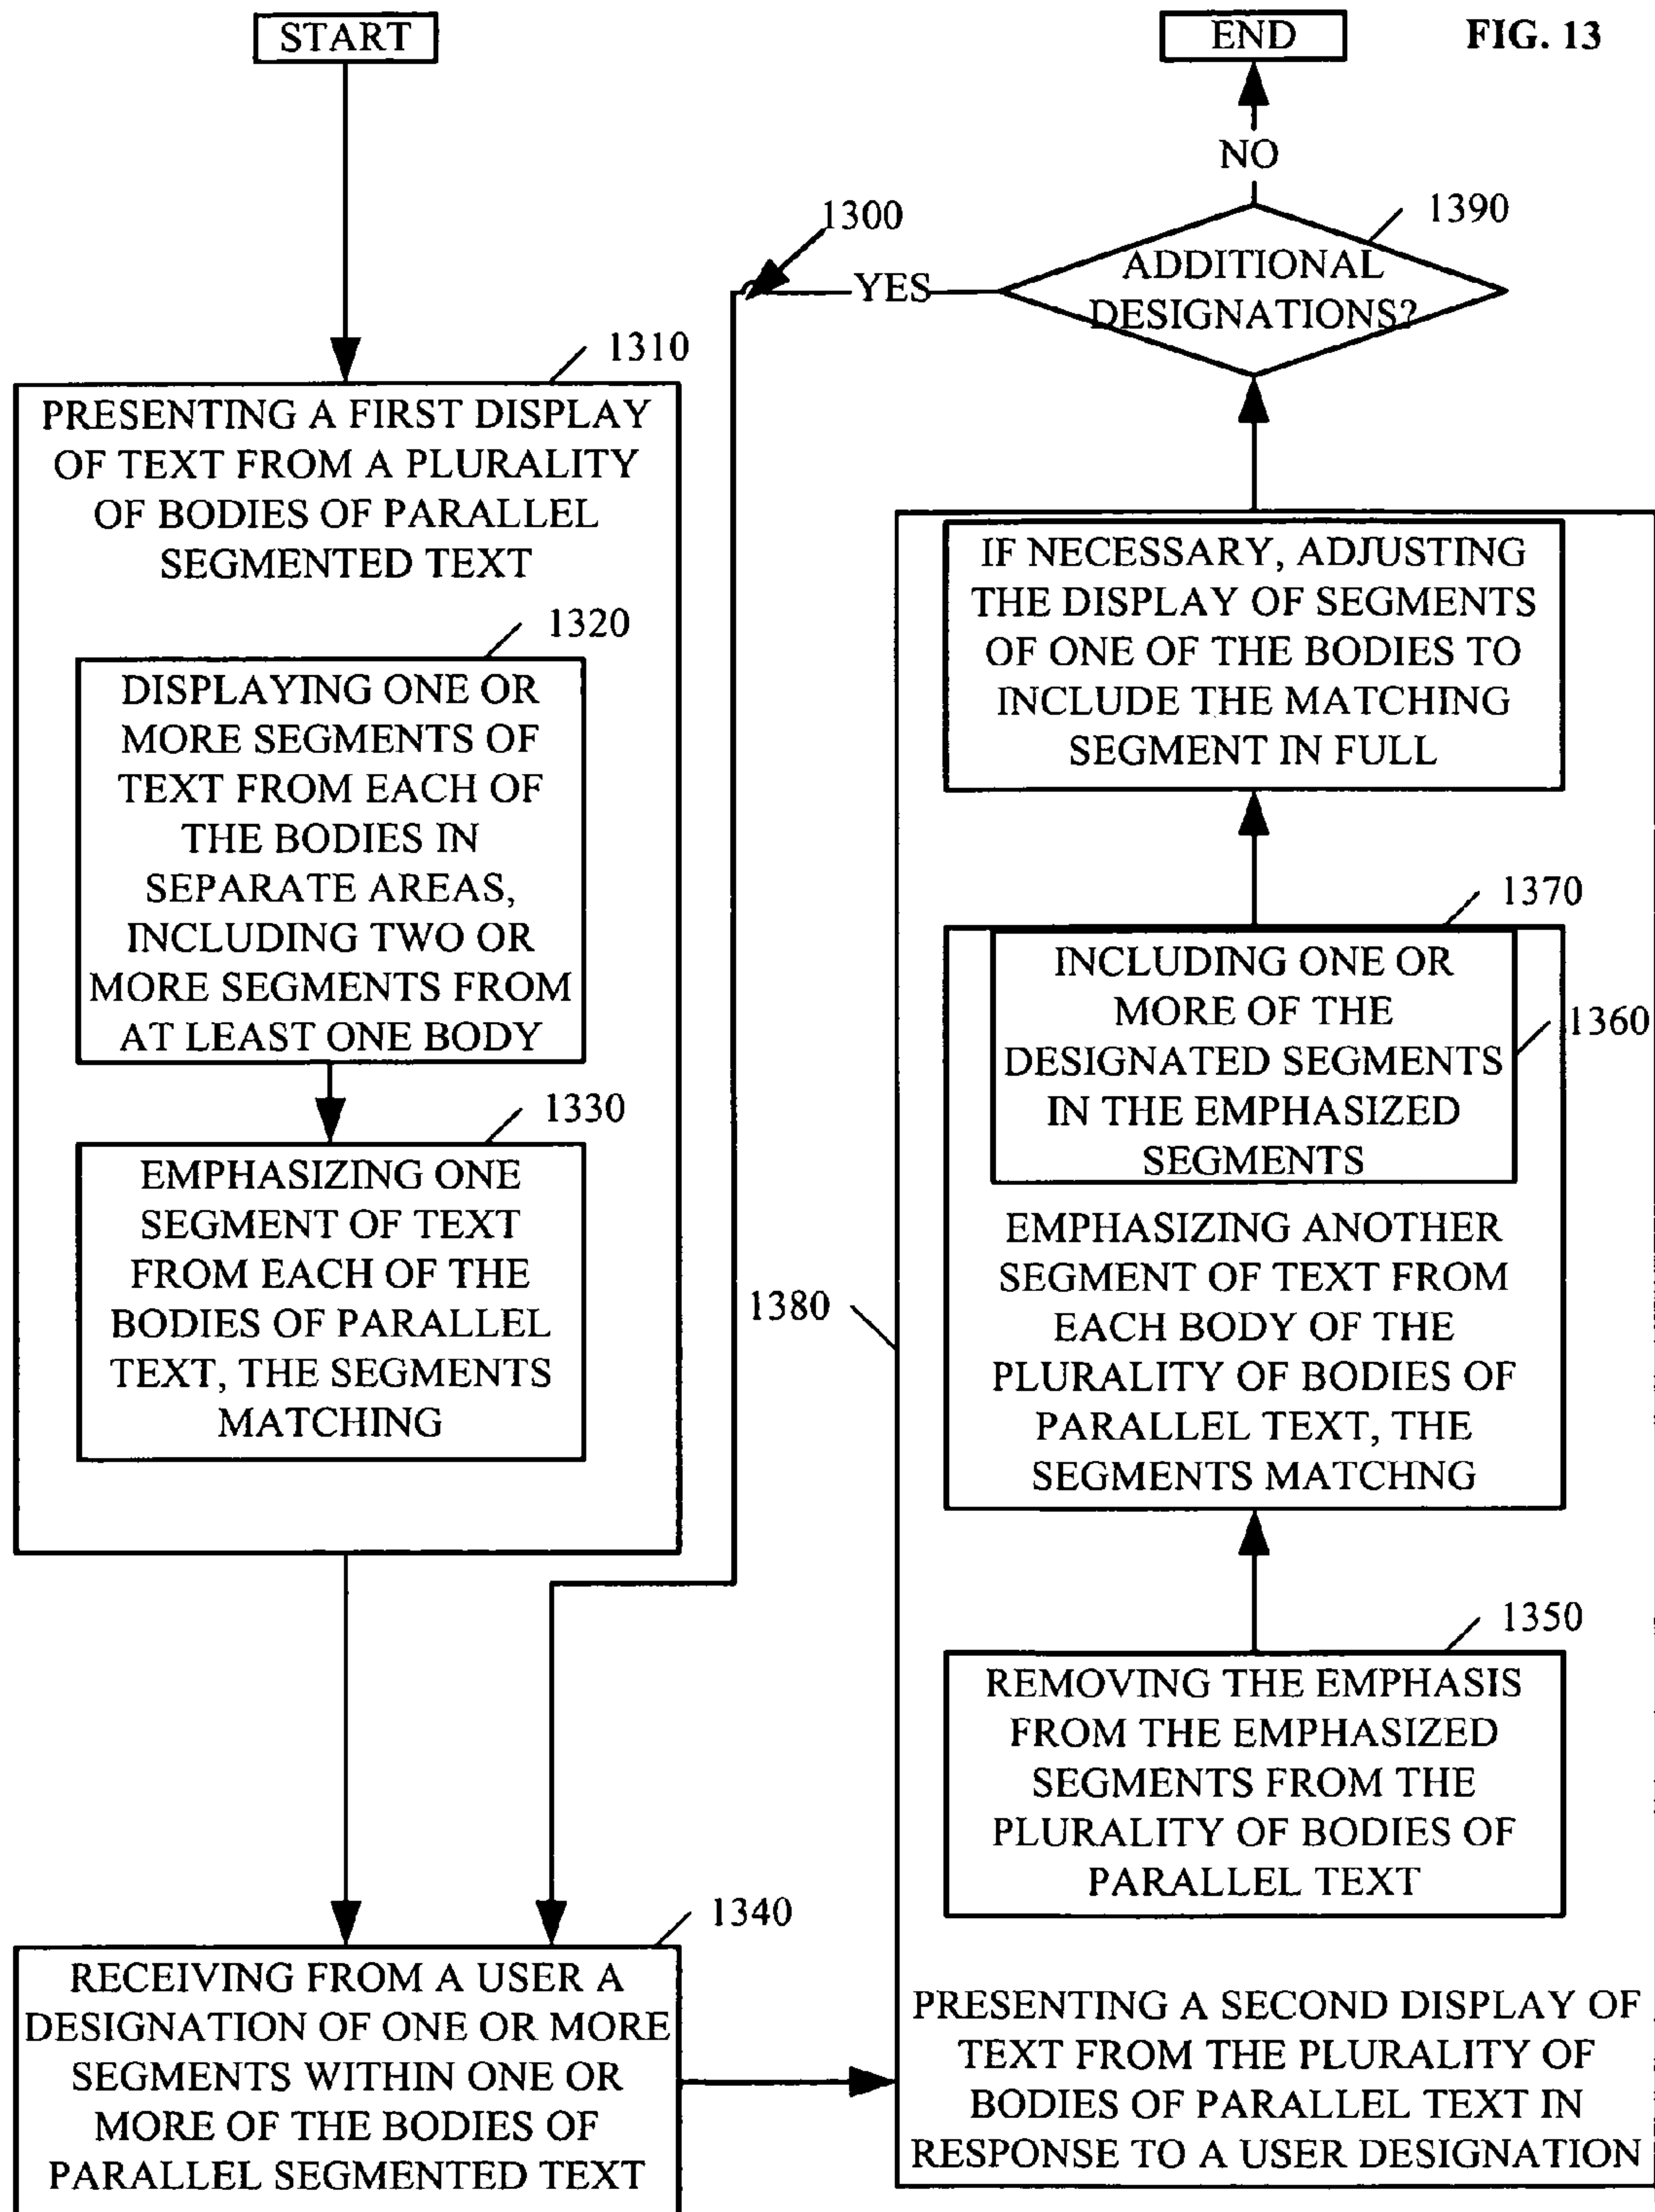 START
1310
PRESENTING A FIRST DISPLAY
OF TEXT FROM A PLURALITY
OF BODIES OF PARALLEL
SEGMENTED TEXT
1320
DISPLAYING ONE OR
MORE SEGMENTS OF
TEXT FROM EACH OF
THE BODIES IN
SEPARATE AREAS,
INCLUDING TWO OR
MORE SEGMENTS FROM
AT LEAST ONE BODY
1330
EMPHASIZING ONE
SEGMENT OF TEXT
FROM EACH OF THE
BODIES OF PARALLEL
TEXT, THE SEGMENTS
MATCHING
1340
RECEIVING FROM A USER A
DESIGNATION OF ONE OR MORE
SEGMENTS WITHIN ONE OR
MORE OF THE BODIES OF
PARALLEL SEGMENTED TEXT
END
FIG. 13
NO
1300
1390
YES
ADDITIONAL
DESIGNATIONS?
IF NECESSARY, ADJUSTING
THE DISPLAY OF SEGMENTS
OF ONE OF THE BODIES TO
INCLUDE THE MATCHING
SEGMENT IN FULL
1370
INCLUDING ONE OR
MORE OF THE
1360
DESIGNATED SEGMENTS
IN THE EMPHASIZED
SEGMENTS
EMPHASIZING ANOTHER
SEGMENT OF TEXT FROM
1380
EACH BODY OF THE
PLURALITY OF BODIES OF
PARALLEL TEXT, THE
SEGMENTS MATCHNG
1350
REMOVING THE EMPHASIS
FROM THE EMPHASIZED
SEGMENTS FROM THE
PLURALITY OF BODIES OF
PARALLEL TEXT
PRESENTING A SECOND DISPLAY OF
TEXT FROM THE PLURALITY OF
BODIES OF PARALLEL TEXT IN
RESPONSE TO A USER DESIGNATION